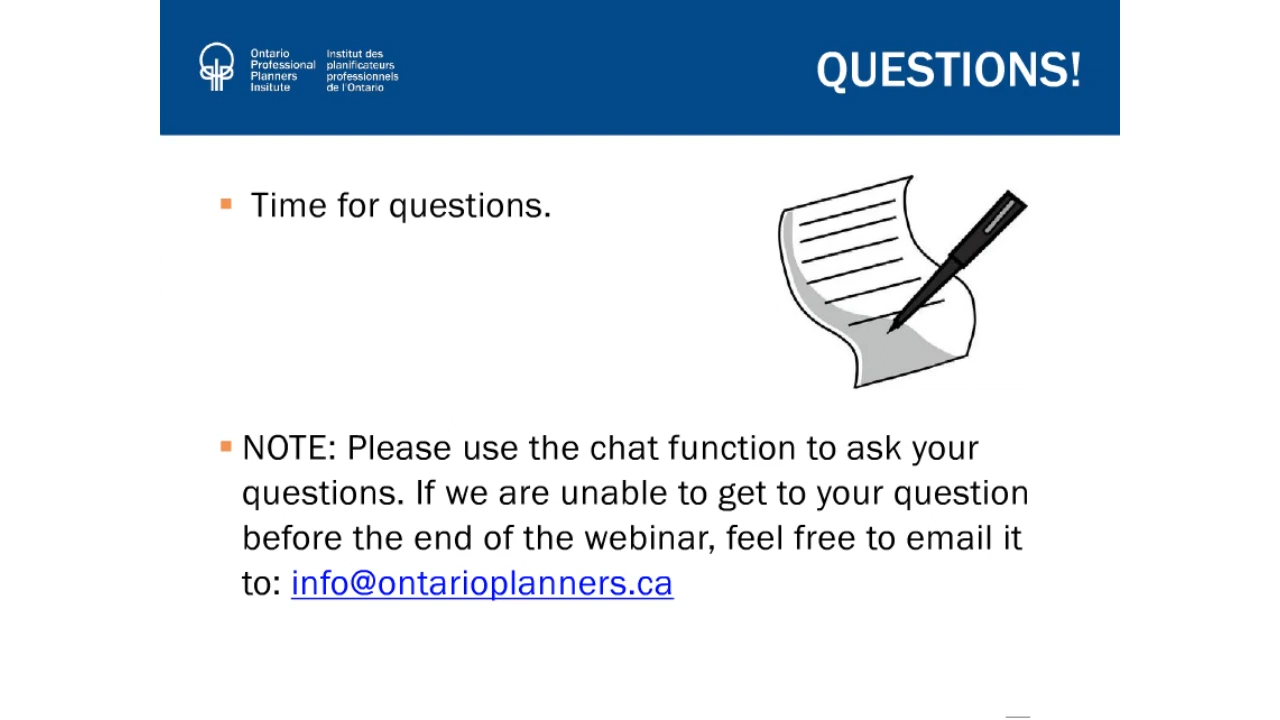 Ontario
Professional
Planners
Insitute
Institut des
planificateurs
professionnels
de l'Ontario
QUESTIONS!
Time for questions.
NOTE: Please use the chat function to ask your
questions. If we are unable to get to your question
before the end of the webinar, feel free to email it
to: info@ontarioplanners.ca